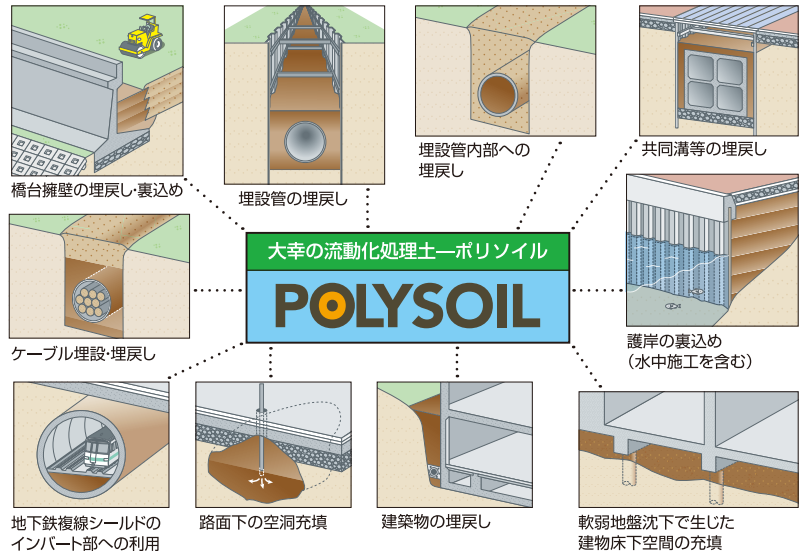 橋台擁壁の埋戻し・裏込め
埋設管の埋戻し
埋設管内部への
埋戻し
共同溝等の埋戻し
大幸の流動化処理土―ポリソイル
POLYSOIL
ケーブル埋設・埋戻し
護岸の裏込め
（水中施工を含む）
地下鉄複線シールドの
インバート部への利用
路面下の空洞充填
建築物の埋戻し
軟弱地盤沈下で生じた
建物床下空間の充填